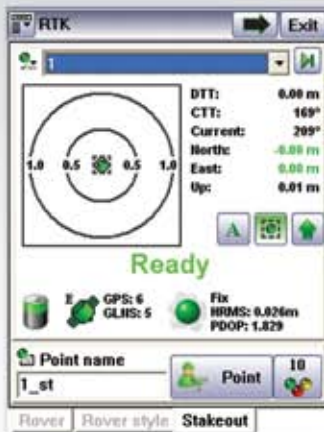 RTK
Exit
1
DTT: 0.00 m
CTT: 169°
Current: 209°
North: -0.00 m
East: 0.00 m
Up: 0.01 m
1.0 0.5 0.5 1.0
A
Ready
E GPS: 6
GLNS: 5
Fix
HRMS: 0.026m
PDOP: 1.829
Point name
1_st
Point
10
Rover Rover style Stakeout